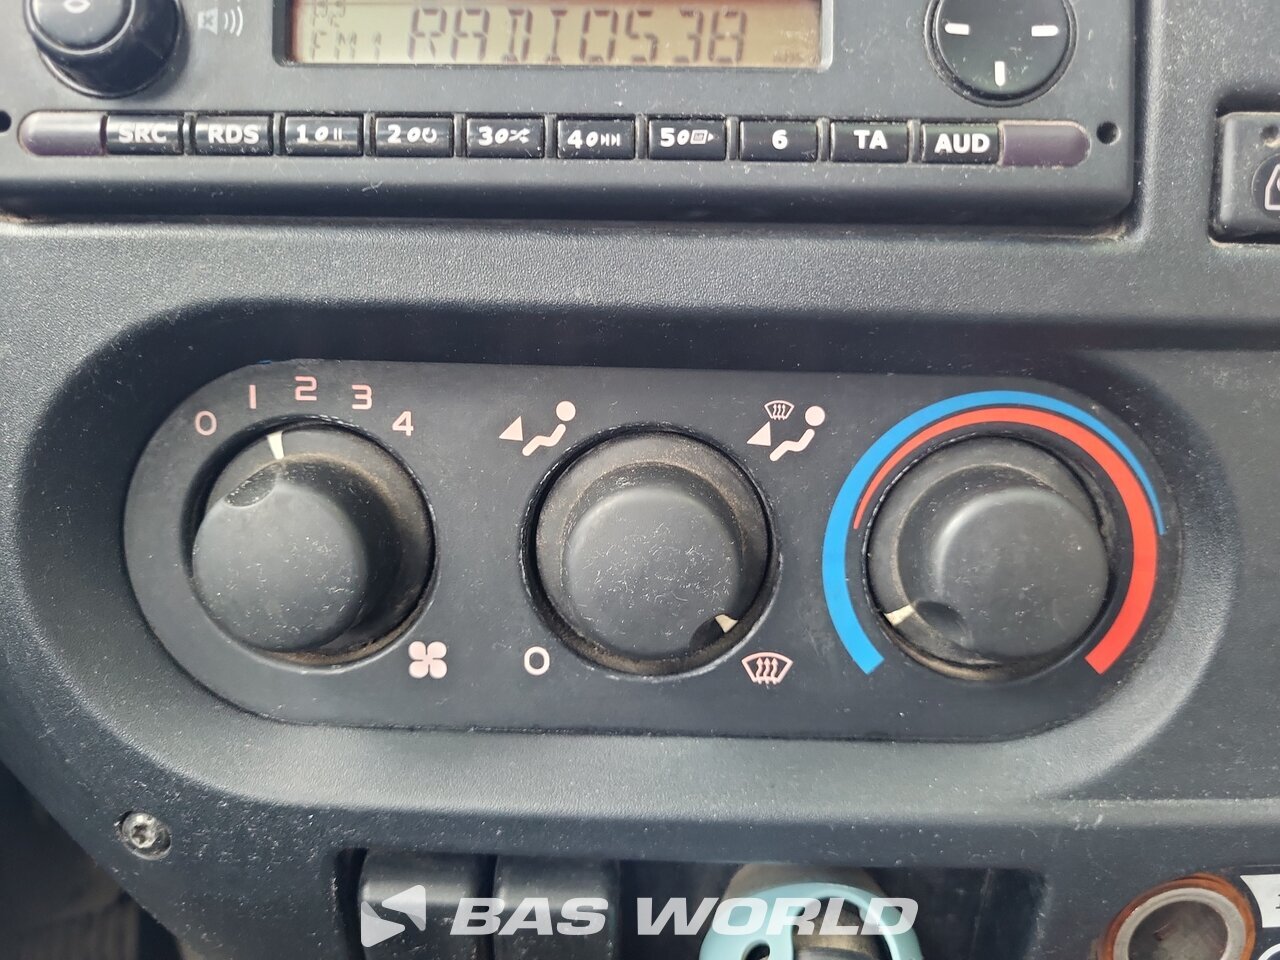 FM1 RADIO538
SRC RDS 1 2 3 4 5 6 TA AUD
0 1 2 3 4
0
BAS WORLD